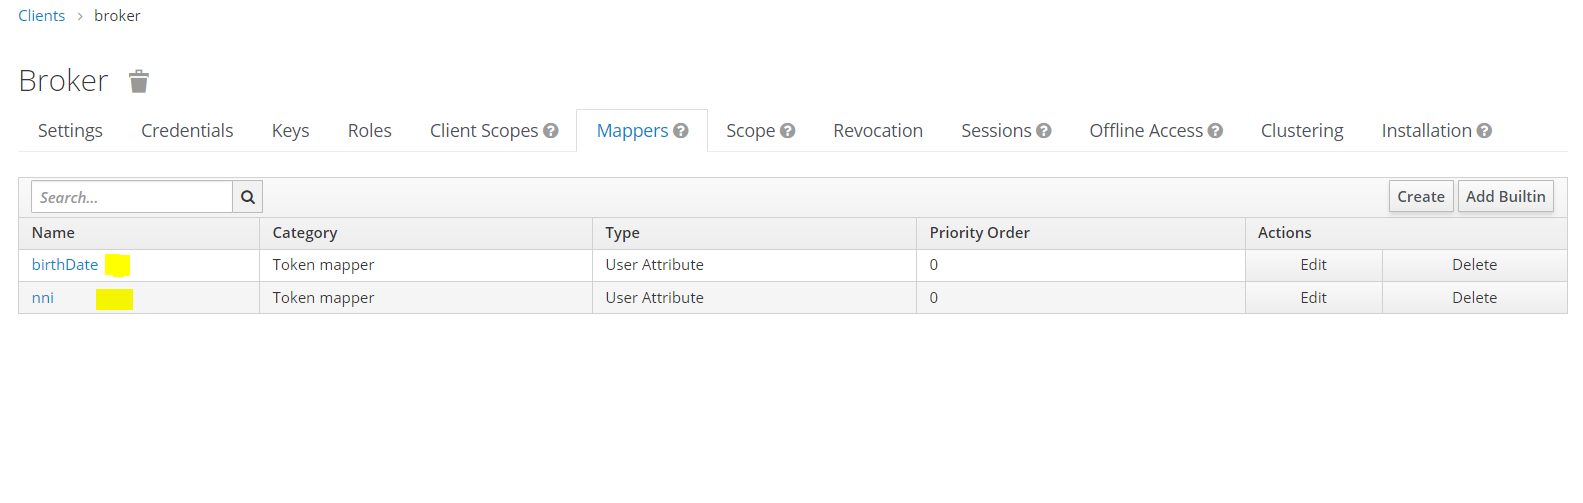 Clients › broker
Broker
Settings Credentials Keys Roles Client Scopes ? Mappers ? Scope ? Revocation Sessions ? Offline Access ? Clustering Installation ?
Search... Create Add Builtin
Name Category Type Priority Order Actions
birthDate Token mapper User Attribute 0 Edit Delete
nni Token mapper User Attribute 0 Edit Delete